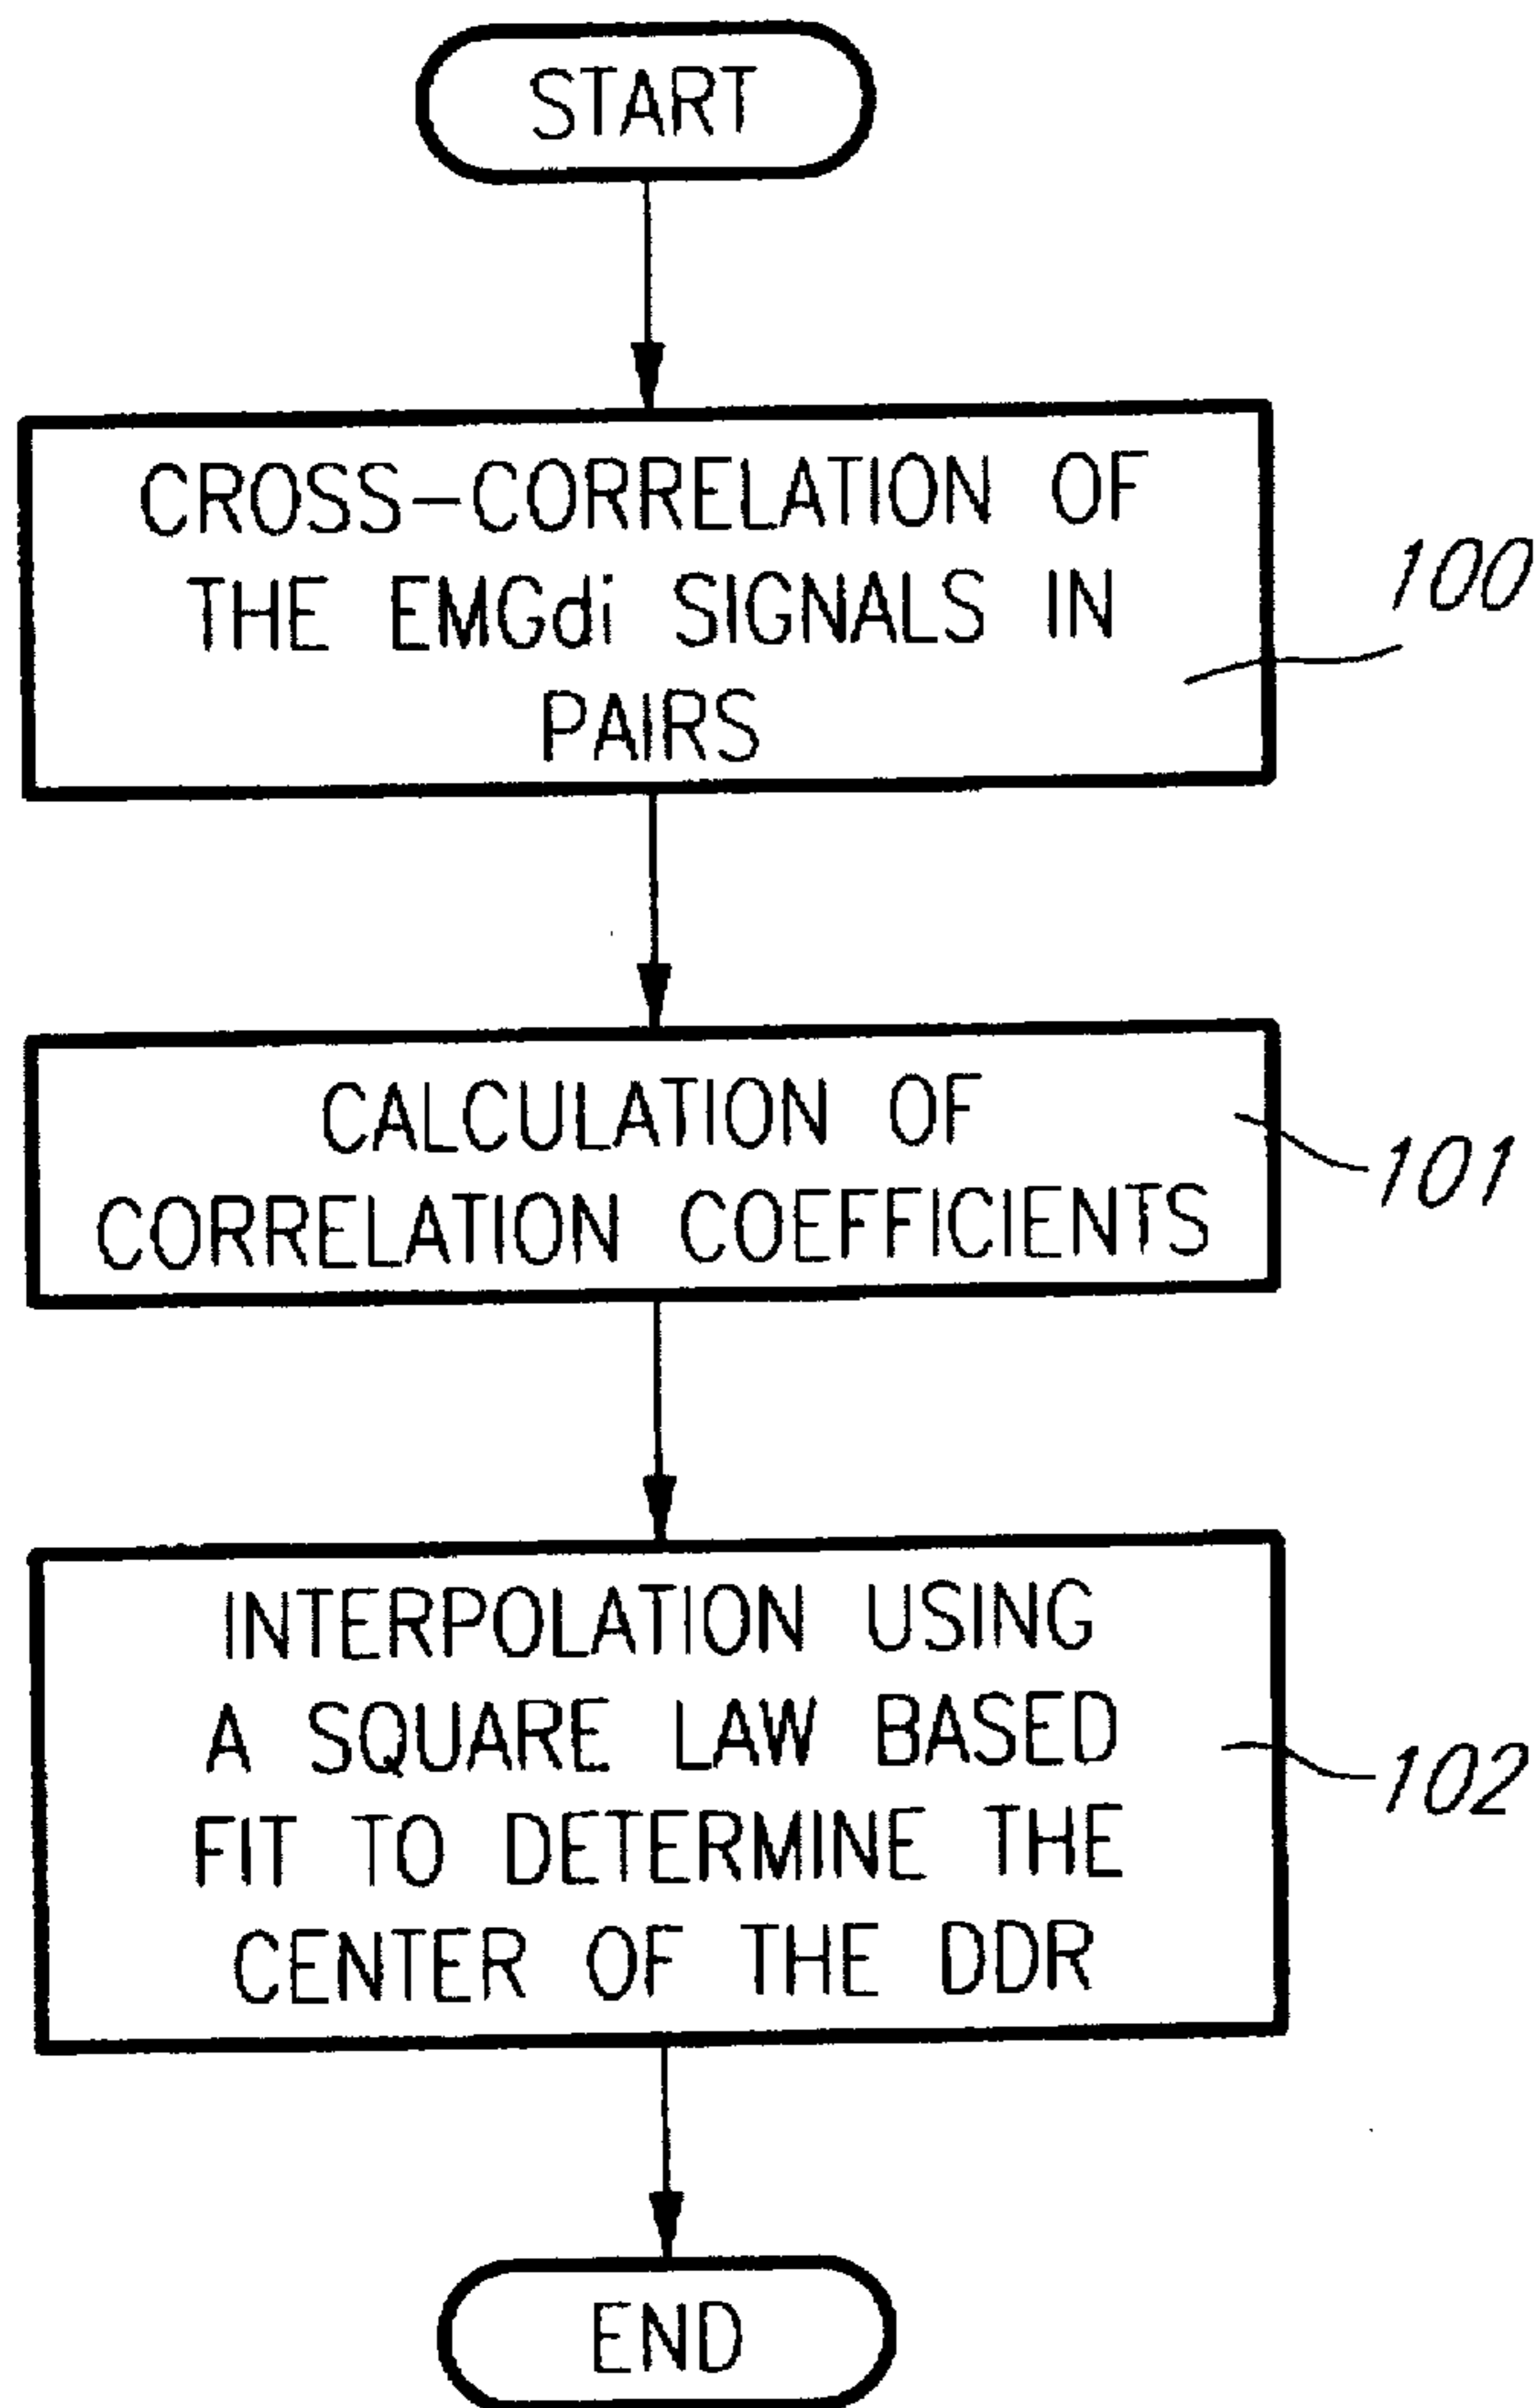 START
CROSS-CORRELATION OF
THE EMGdi SIGNALS IN
PAIRS
100
CALCULATION OF
CORRELATION COEFFICIENTS
101
INTERPOLATION USING
A SQUARE LAW BASED
FIT TO DETERMINE THE
CENTER OF THE DDR
102
END